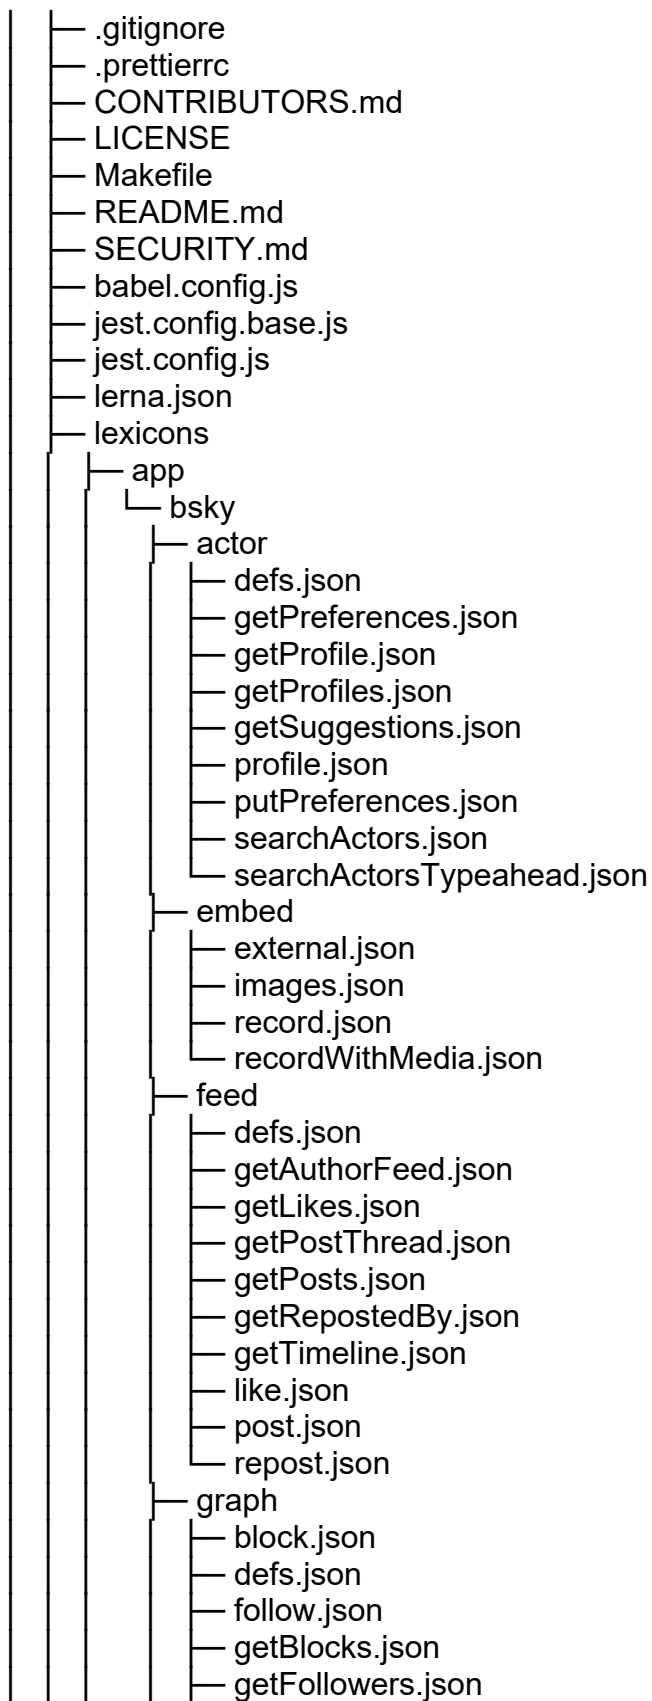 .gitignore
.prettierrc
CONTRIBUTORS.md
LICENSE
Makefile
README.md
SECURITY.md
babel.config.js
jest.config.base.js
jest.config.js
lerna.json
lexicons
app
bsky
actor
defs.json
getPreferences.json
getProfile.json
getProfiles.json
getSuggestions.json
profile.json
putPreferences.json
searchActors.json
searchActorsTypeahead.json
embed
external.json
images.json
record.json
recordWithMedia.json
feed
defs.json
getAuthorFeed.json
getLikes.json
getPostThread.json
getPosts.json
getRepostedBy.json
getTimeline.json
like.json
post.json
repost.json
graph
block.json
defs.json
follow.json
getBlocks.json
getFollowers.json